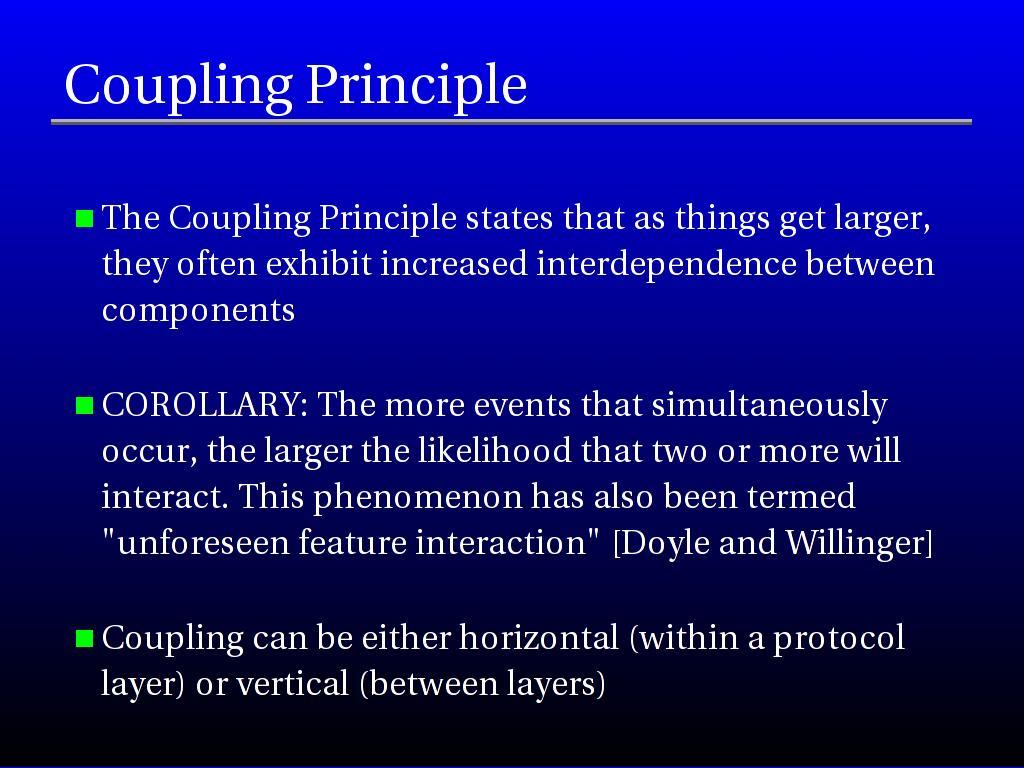 Coupling Principle
The Coupling Principle states that as things get larger,
they often exhibit increased interdependence between
components
COROLLARY: The more events that simultaneously
occur, the larger the likelihood that two or more will
interact. This phenomenon has also been termed
"unforeseen feature interaction" [Doyle and Willinger]
Coupling can be either horizontal (within a protocol
layer) or vertical (between layers)